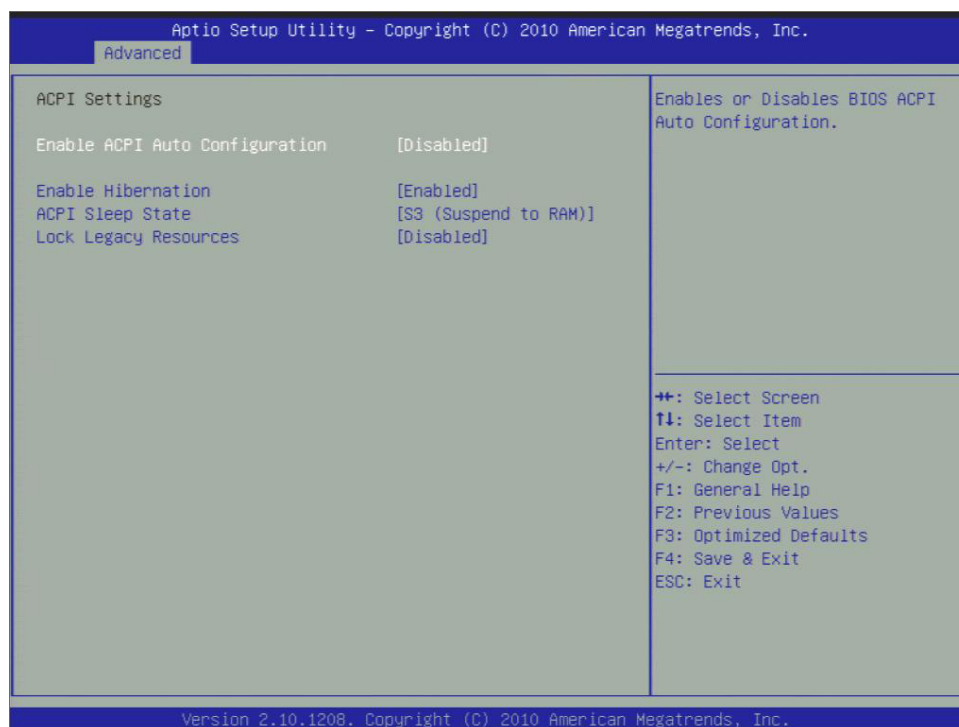 Aptio Setup Utility – Copyright (C) 2010 American Megatrends, Inc.
Advanced
ACPI Settings
Enable ACPI Auto Configuration [Disabled]
Enable Hibernation [Enabled]
ACPI Sleep State [S3 (Suspend to RAM)]
Lock Legacy Resources [Disabled]
Enables or Disables BIOS ACPI
Auto Configuration.
→←: Select Screen
↑↓: Select Item
Enter: Select
+/-: Change Opt.
F1: General Help
F2: Previous Values
F3: Optimized Defaults
F4: Save & Exit
ESC: Exit
Version 2.10.1208. Copyright (C) 2010 American Megatrends, Inc.